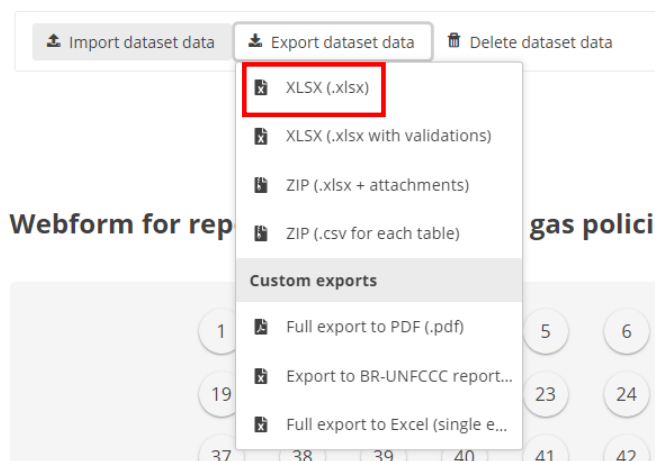 Import dataset data Export dataset data Delete dataset data
XLSX (.xlsx)
XLSX (.xlsx with validations)
ZIP (.xlsx + attachments)
Webform for rep gas polici
ZIP (.csv for each table)
Custom exports
1 Full export to PDF (.pdf) 5 6
19 Export to BR-UNFCCC report... 23 24
Full export to Excel (single e...
37 38 39 40 41 42